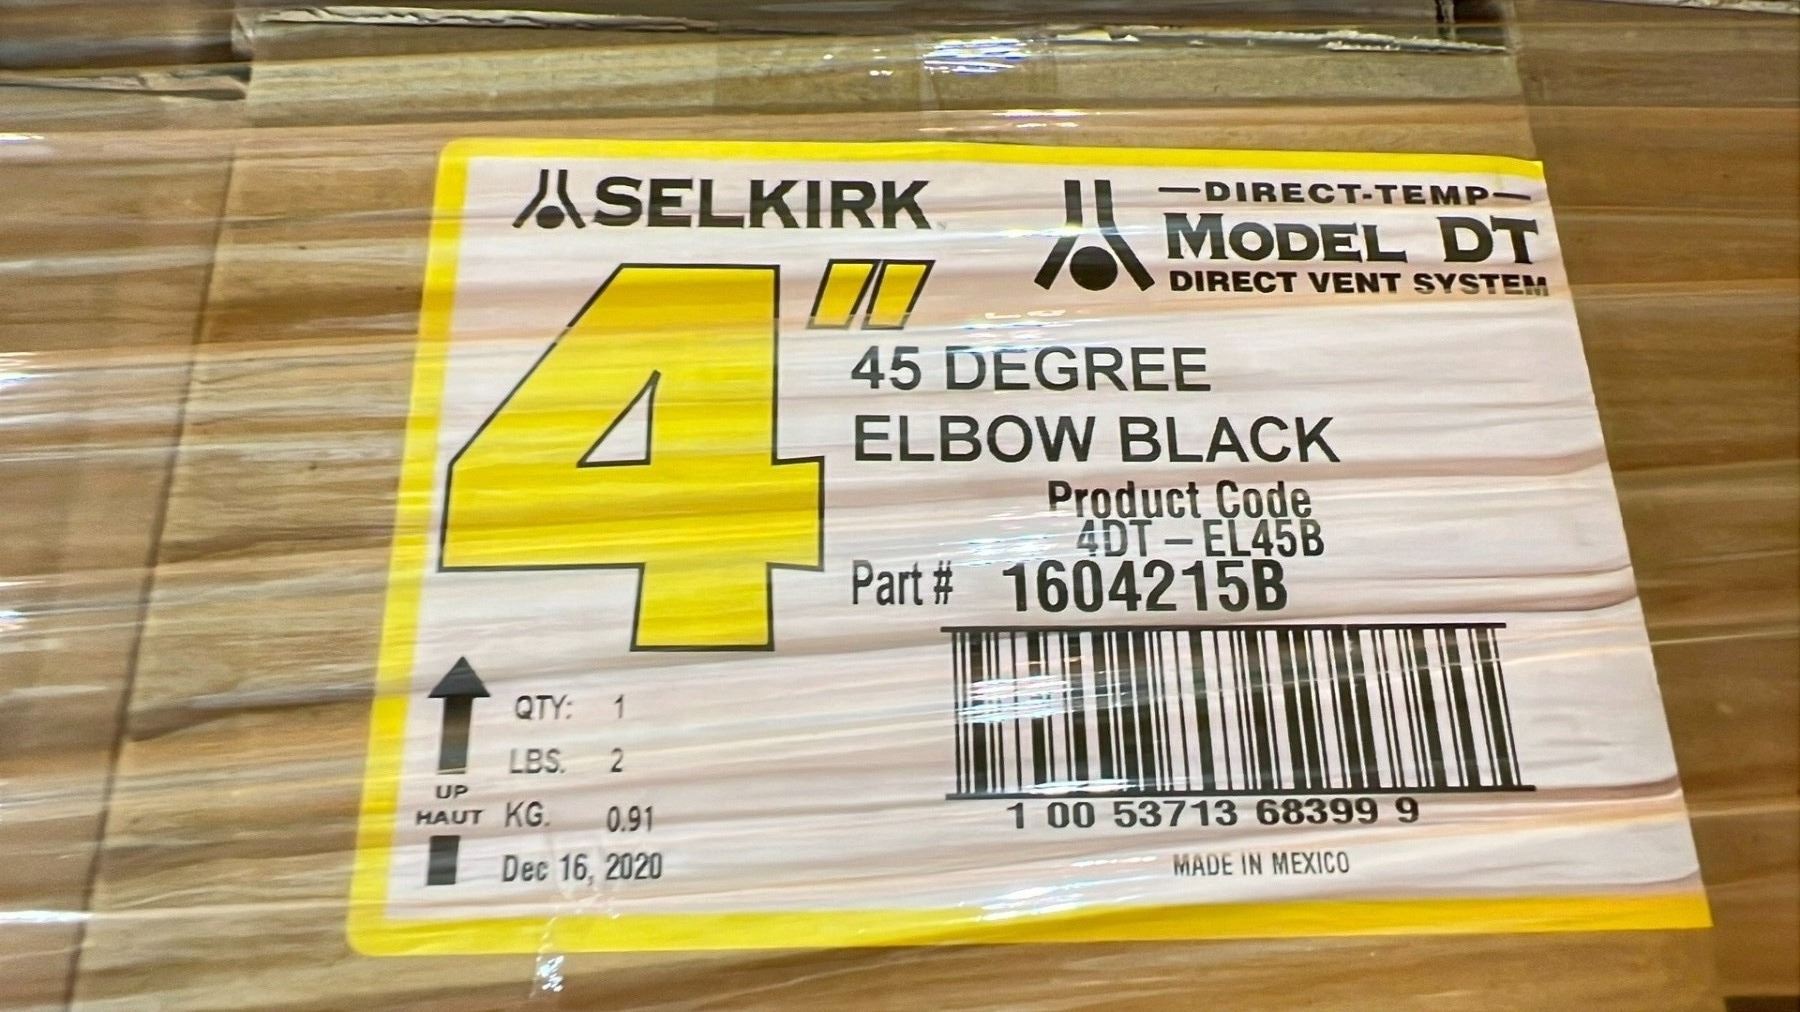 SELKIRK
DIRECT-TEMP
MODEL DT
DIRECT VENT SYSTEM
4"
45 DEGREE
ELBOW BLACK
Product Code
4DT-EL45B
Part # 1604215B
QTY: 1
LBS. 2
UP
HAUT
KG. 0.91
Dec 16, 2020
1 00 53713 68399 9
MADE IN MEXICO